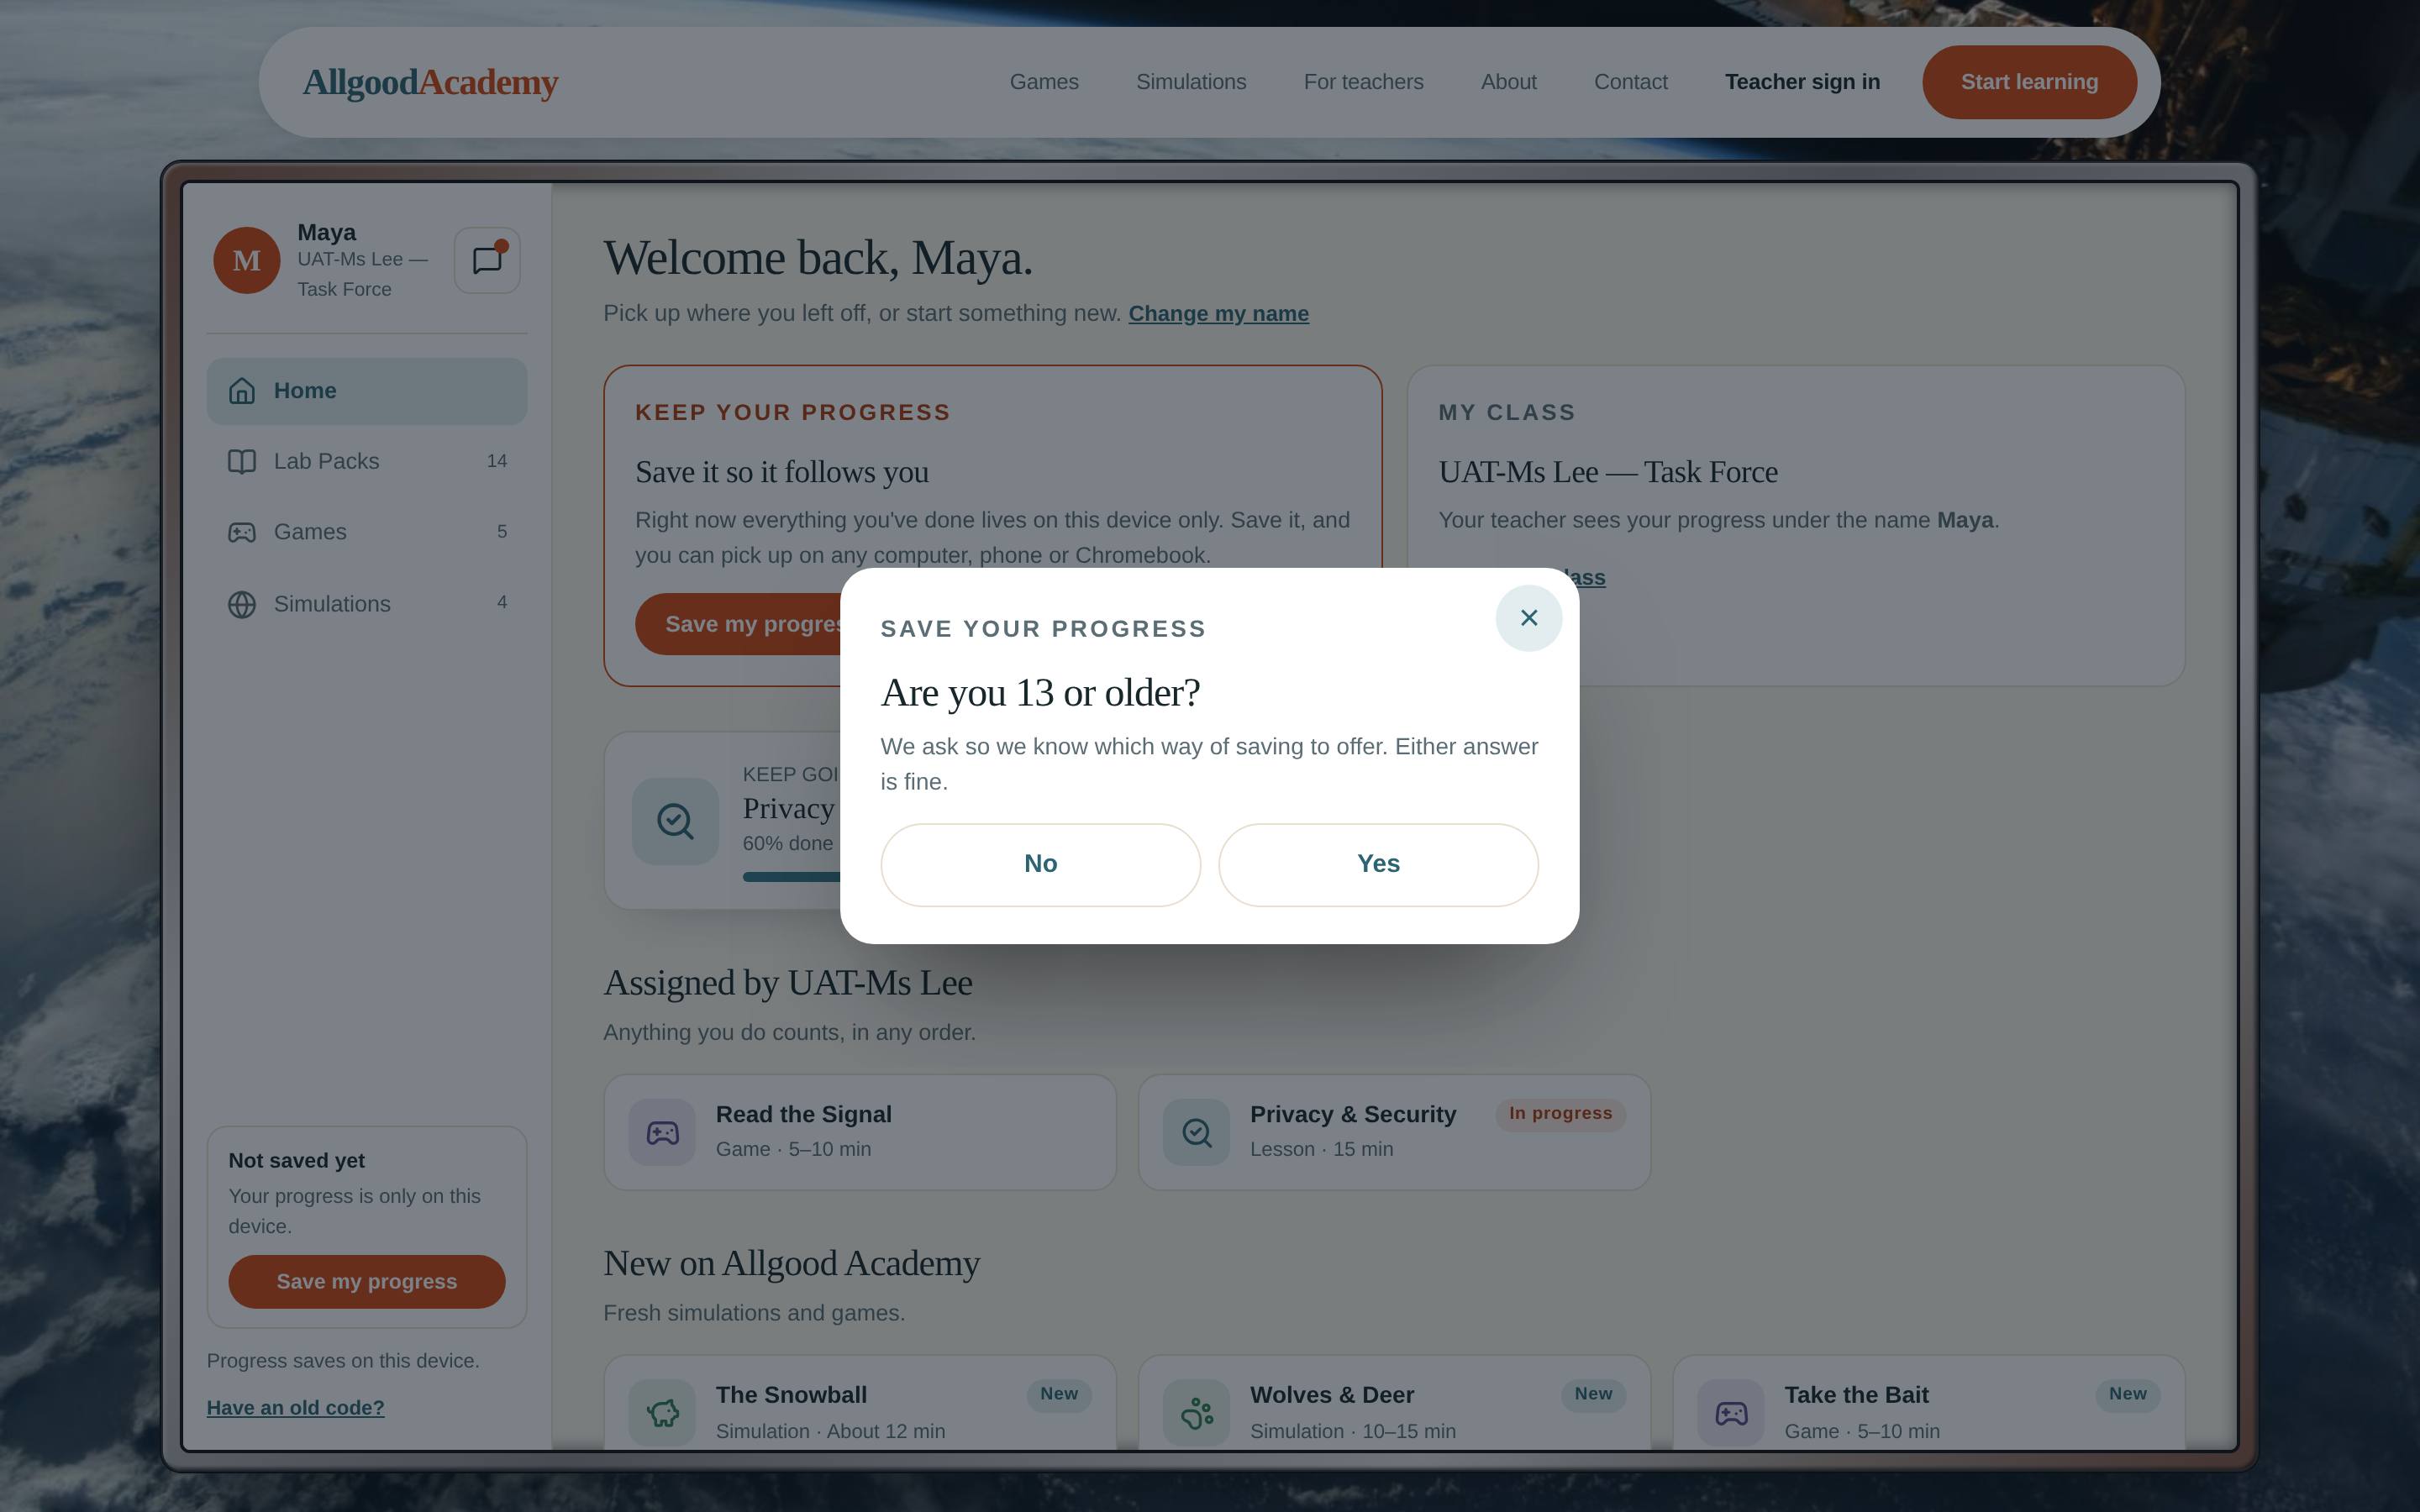 AllgoodAcademy
Games
Simulations
For teachers
About
Contact
Teacher sign in
Start learning
M
Maya
UAT-Ms Lee —
Task Force
Home
Lab Packs
14
Games
5
Simulations
4
Not saved yet
Your progress is only on this
device.
Save my progress
Progress saves on this device.
Have an old code?
Welcome back, Maya.
Pick up where you left off, or start something new. Change my name
KEEP YOUR PROGRESS
Save it so it follows you
Right now everything you've done lives on this device only. Save it, and
you can pick up on any computer, phone or Chromebook.
Save my
MY CLASS
UAT-Ms Lee — Task Force
Your teacher sees your progress under the name Maya.
SAVE YOUR PROGRESS
Are you 13 or older?
We ask so we know which way of saving to offer. Either answer
is fine.
No
Yes
KEEP
Privacy
60% done
Assigned by UAT-Ms Lee
Anything you do counts, in any order.
Read the Signal
Game · 5–10 min
Privacy & Security
In progress
Lesson · 15 min
New on Allgood Academy
Fresh simulations and games.
The Snowball
New
Simulation · About 12 min
Wolves & Deer
New
Simulation · 10–15 min
Take the Bait
New
Game · 5–10 min